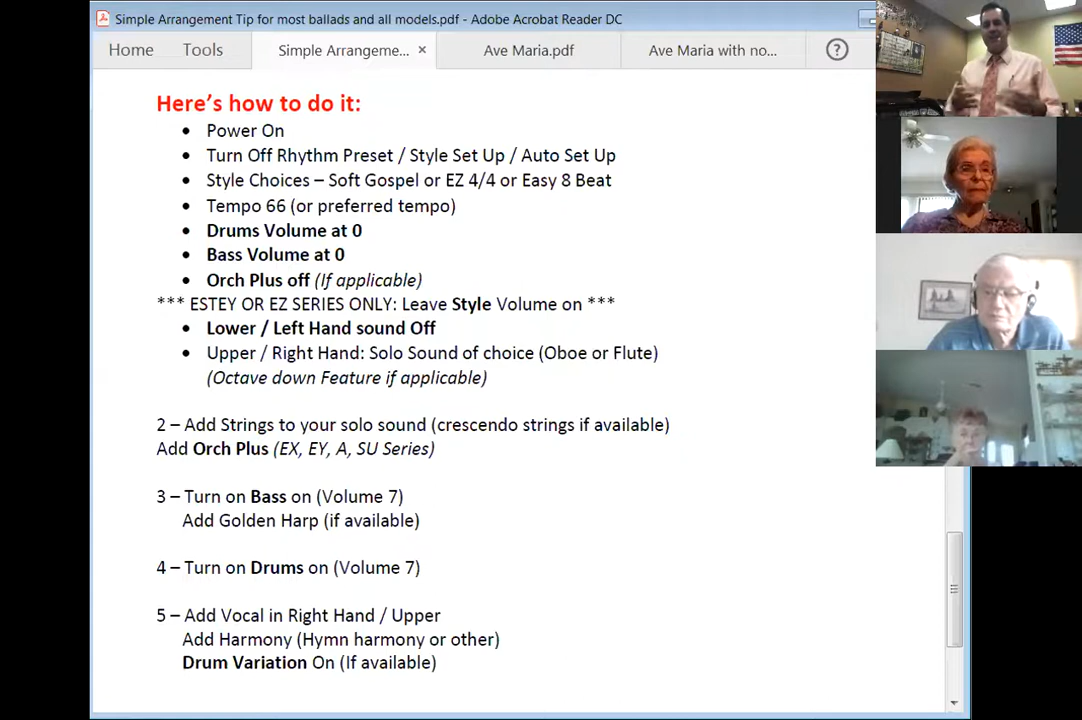 Simple Arrangement Tip for most ballads and all models.pdf - Adobe Acrobat Reader DC
Home Tools Simple Arrangeme... × Ave Maria.pdf Ave Maria with no... ?
Here's how to do it:
• Power On
• Turn Off Rhythm Preset / Style Set Up / Auto Set Up
• Style Choices – Soft Gospel or EZ 4/4 or Easy 8 Beat
• Tempo 66 (or preferred tempo)
• Drums Volume at 0
• Bass Volume at 0
• Orch Plus off (If applicable)
*** ESTEY OR EZ SERIES ONLY: Leave Style Volume on ***
• Lower / Left Hand sound Off
• Upper / Right Hand: Solo Sound of choice (Oboe or Flute)
(Octave down Feature if applicable)
2 – Add Strings to your solo sound (crescendo strings if available)
Add Orch Plus (EX, EY, A, SU Series)
3 – Turn on Bass on (Volume 7)
Add Golden Harp (if available)
4 – Turn on Drums on (Volume 7)
5 – Add Vocal in Right Hand / Upper
Add Harmony (Hymn harmony or other)
Drum Variation On (If available)